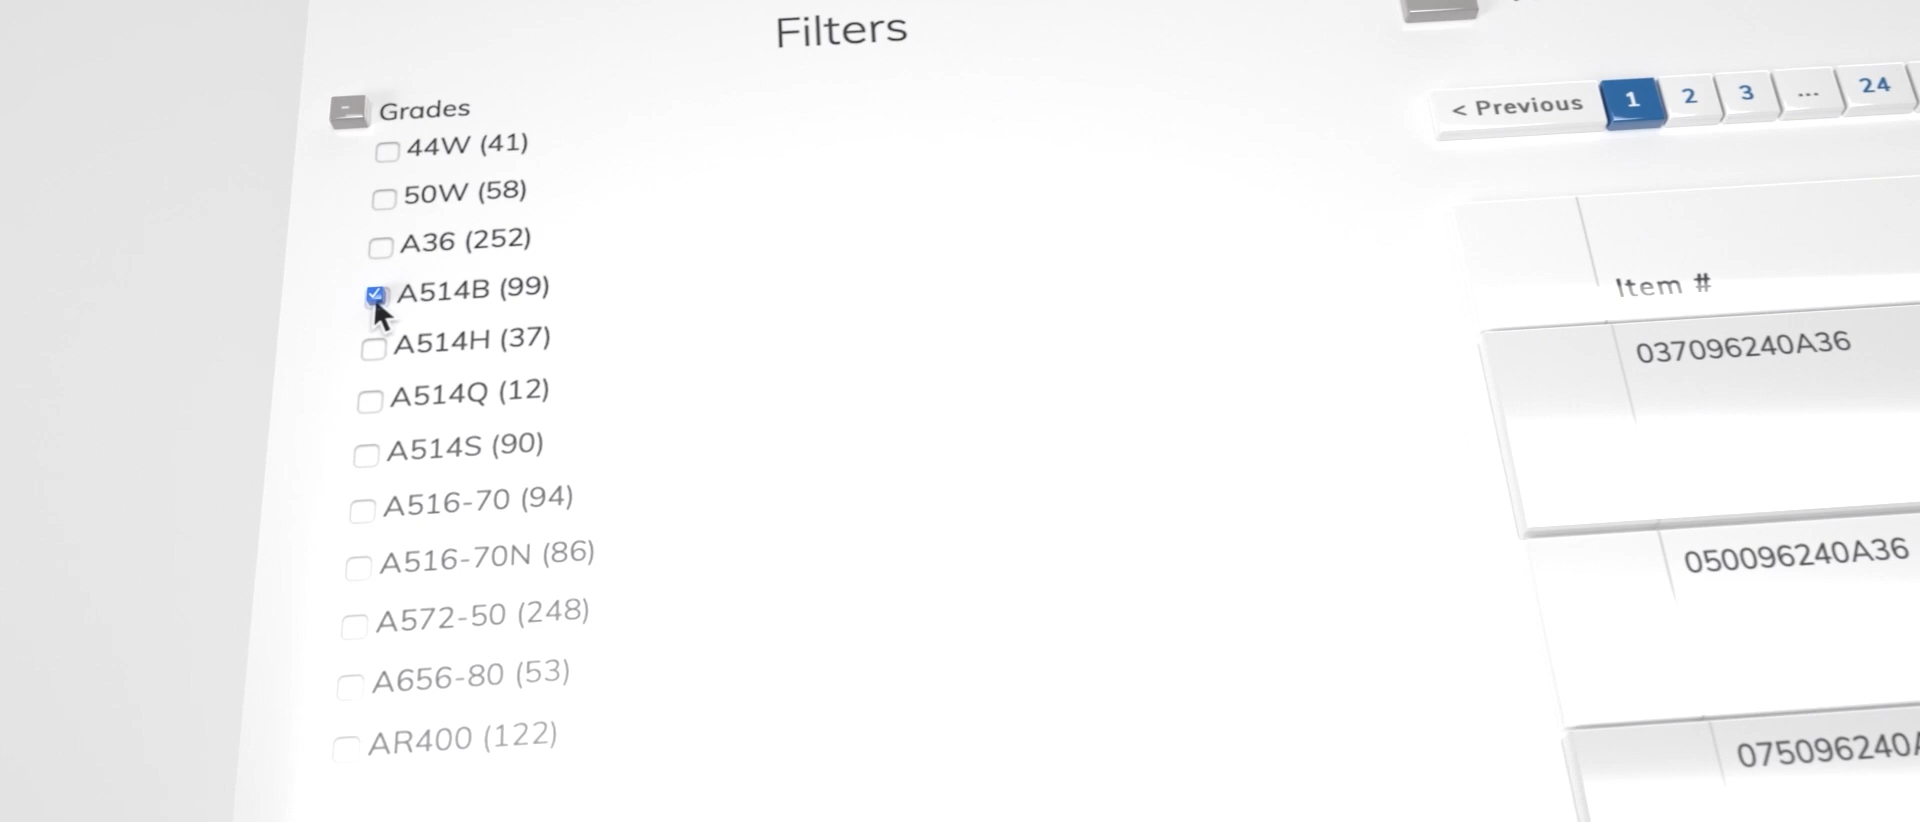 Filters
- Grades
44W (41)
50W (58)
A36 (252)
A514B (99)
A514H (37)
A514Q (12)
A514S (90)
A516-70 (94)
A516-70N (86)
A572-50 (248)
A656-80 (53)
AR400 (122)
< Previous 1 2 3 ... 24
Item #
037096240A36
050096240A36
075096240A